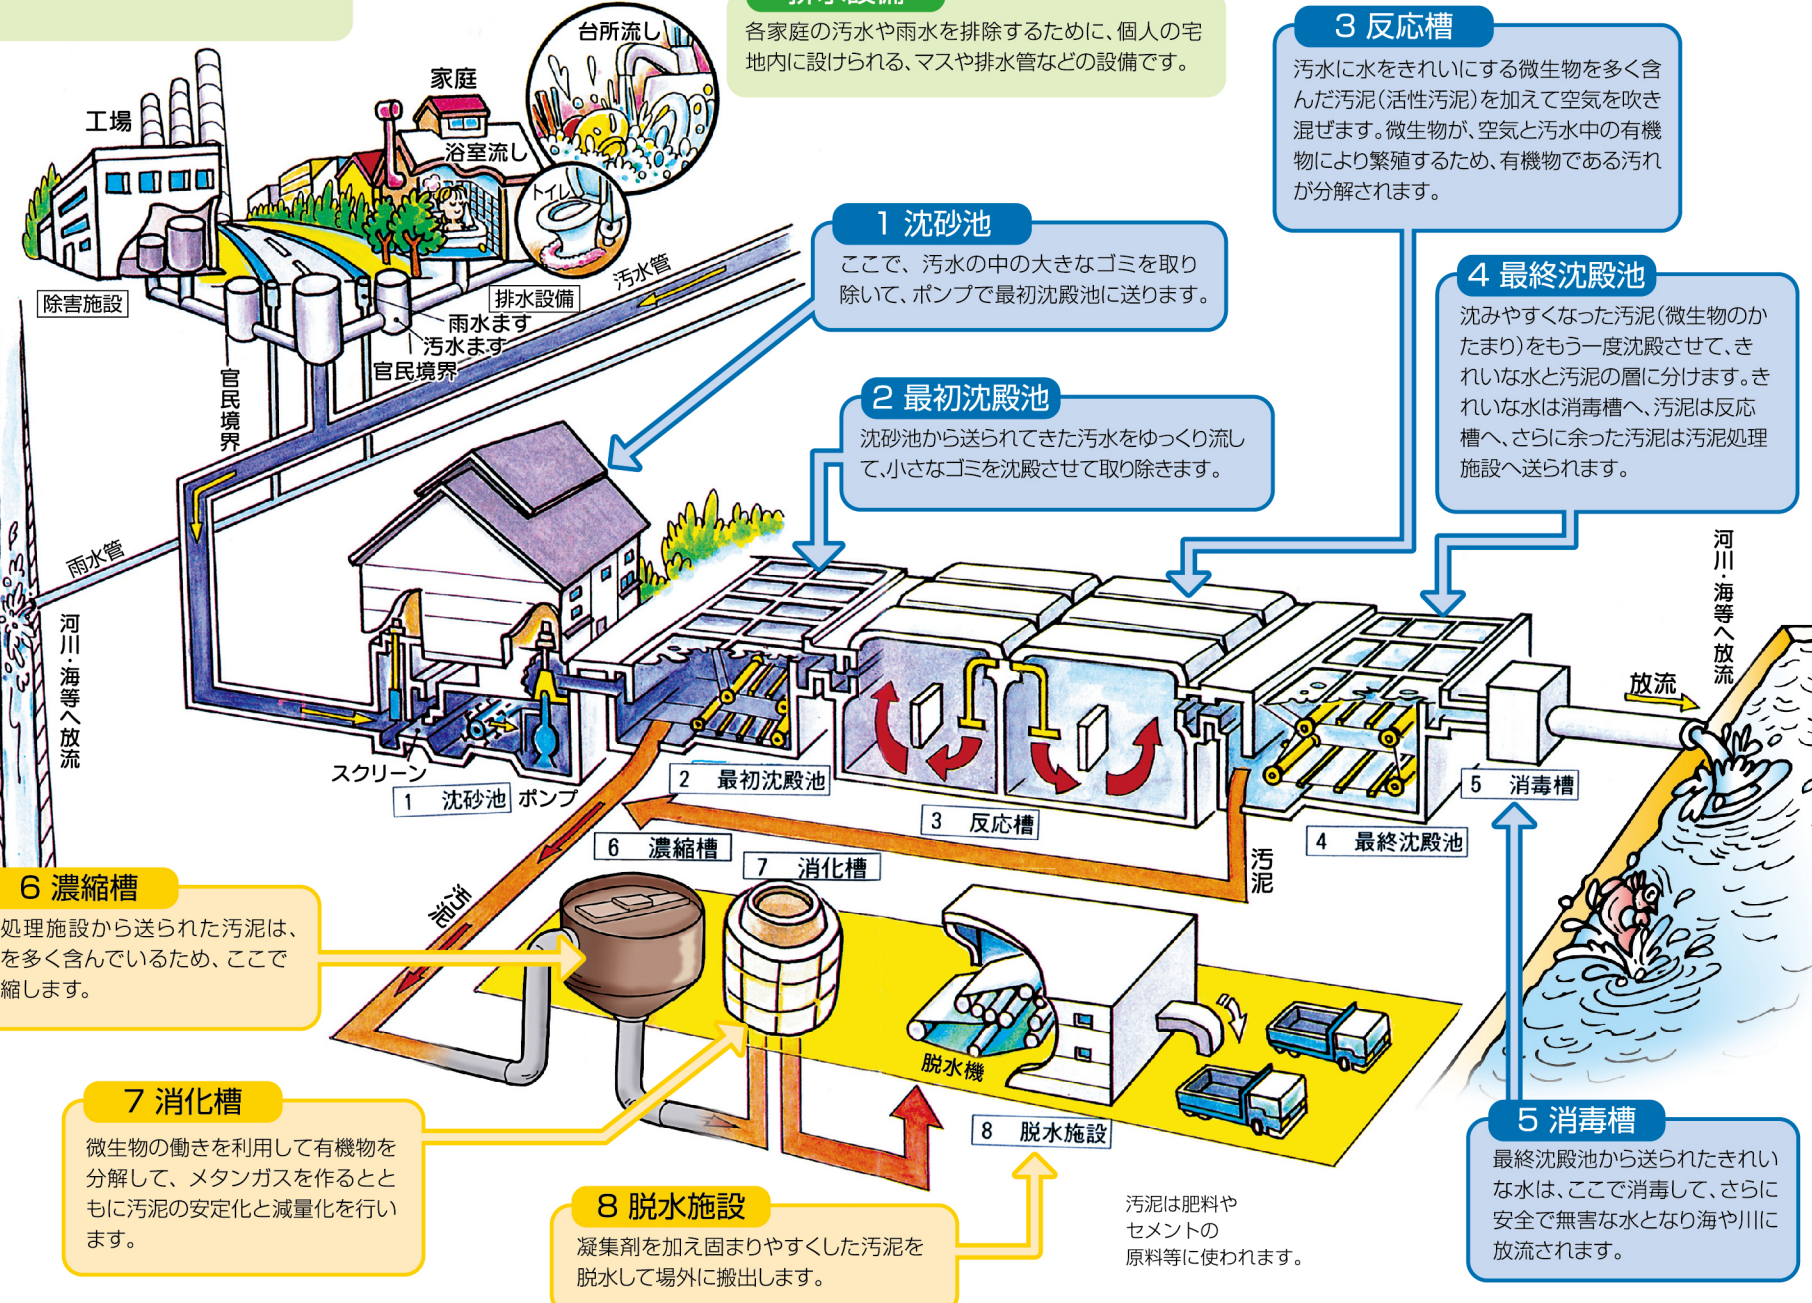 各家庭の汚水や雨水を排除するために、個人の宅
地内に設けられる、マスや排水管などの設備です。
台所流し
家庭
工場
浴室流し
トイレ
除害施設
排水設備
汚水管
雨水ます
汚水ます
官民境界
官民境界
雨水管
河川・海等へ放流
1 沈砂池
ここで、汚水の中の大きなゴミを取り
除いて、ポンプで最初沈殿池に送ります。
2 最初沈殿池
沈砂池から送られてきた汚水をゆっくり流し
て、小さなゴミを沈殿させて取り除きます。
3 反応槽
汚水に水をきれいにする微生物を多く含
んだ汚泥(活性汚泥)を加えて空気を吹き
混ぜます。微生物が、空気と汚水中の有機
物により繁殖するため、有機物である汚れ
が分解されます。
4 最終沈殿池
沈みやすくなった汚泥(微生物のか
たまり)をもう一度沈殿させて、き
れいな水と汚泥の層に分けます。き
れいな水は消毒槽へ、汚泥は反応
槽へ、さらに余った汚泥は汚泥処理
施設へ送られます。
河川・海等へ放流
放流
スクリーン
1 沈砂池
ポンプ
2 最初沈殿池
3 反応槽
4 最終沈殿池
5 消毒槽
6 濃縮槽
7 消化槽
汚泥
汚泥
脱水機
8 脱水施設
6 濃縮槽
処理施設から送られた汚泥は、
を多く含んでいるため、ここで
縮します。
7 消化槽
微生物の働きを利用して有機物を
分解して、メタンガスを作るとと
もに汚泥の安定化と減量化を行い
ます。
8 脱水施設
凝集剤を加え固まりやすくした汚泥を
脱水して場外に搬出します。
汚泥は肥料や
セメントの
原料等に使われます。
5 消毒槽
最終沈殿池から送られたきれい
な水は、ここで消毒して、さらに
安全で無害な水となり海や川に
放流されます。